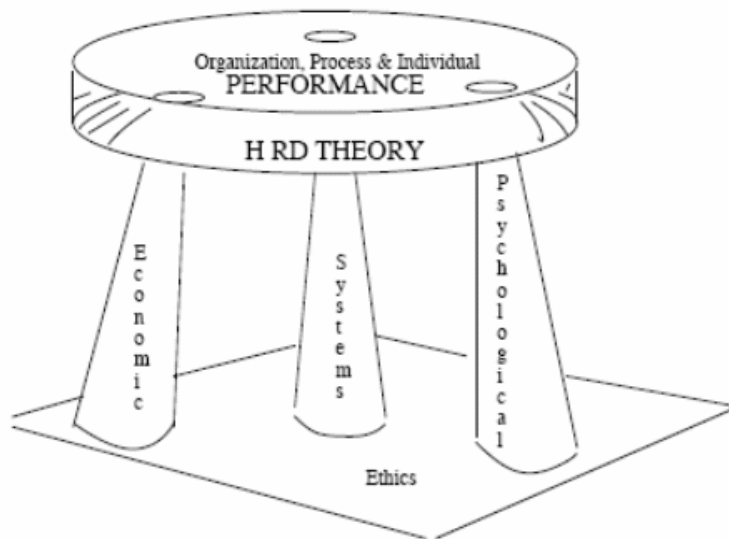 Organization, Process & Individual
PERFORMANCE
H RD THEORY
Economic
Systems
Psychological
Ethics